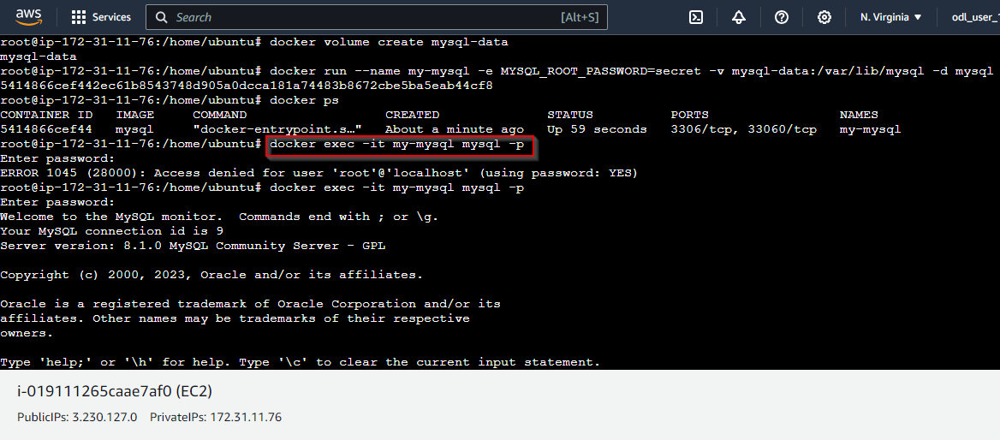 aws Services Search [Alt+S] N. Virginia ▼ odl_user_1
root@ip-172-31-11-76:/home/ubuntu# docker volume create mysql-data
mysql-data
root@ip-172-31-11-76:/home/ubuntu# docker run --name my-mysql -e MYSQL_ROOT_PASSWORD=secret -v mysql-data:/var/lib/mysql -d mysql
5414866cef442ec61b8543748d905a0dcca181a74483b8672cbe5ba5eab44cf8
root@ip-172-31-11-76:/home/ubuntu# docker ps
CONTAINER ID   IMAGE     COMMAND                  CREATED              STATUS          PORTS                 NAMES
5414866cef44   mysql     "docker-entrypoint.s…"   About a minute ago   Up 59 seconds   3306/tcp, 33060/tcp   my-mysql
root@ip-172-31-11-76:/home/ubuntu# docker exec -it my-mysql mysql -p
Enter password:
ERROR 1045 (28000): Access denied for user 'root'@'localhost' (using password: YES)
root@ip-172-31-11-76:/home/ubuntu# docker exec -it my-mysql mysql -p
Enter password:
Welcome to the MySQL monitor.  Commands end with ; or \g.
Your MySQL connection id is 9
Server version: 8.1.0 MySQL Community Server - GPL
Copyright (c) 2000, 2023, Oracle and/or its affiliates.
Oracle is a registered trademark of Oracle Corporation and/or its
affiliates. Other names may be trademarks of their respective
owners.
Type 'help;' or '\h' for help. Type '\c' to clear the current input statement.
i-019111265caae7af0 (EC2)
PublicIPs: 3.230.127.0 PrivateIPs: 172.31.11.76